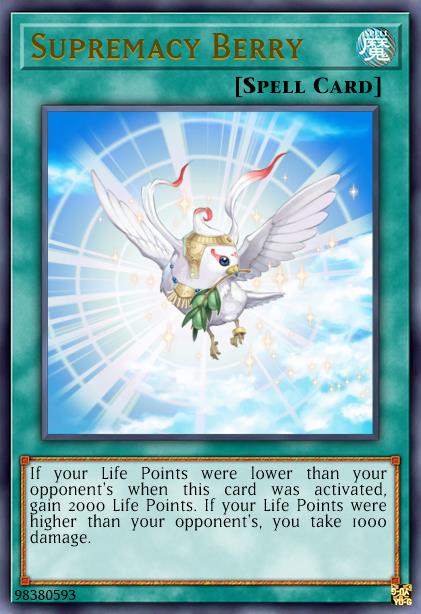 Supremacy Berry
SPELL
魔
[Spell Card]
If your Life Points were lower than your
opponent's when this card was activated,
gain 2000 Life Points. If your Life Points were
higher than your opponent's, you take 1000
damage.
98380593